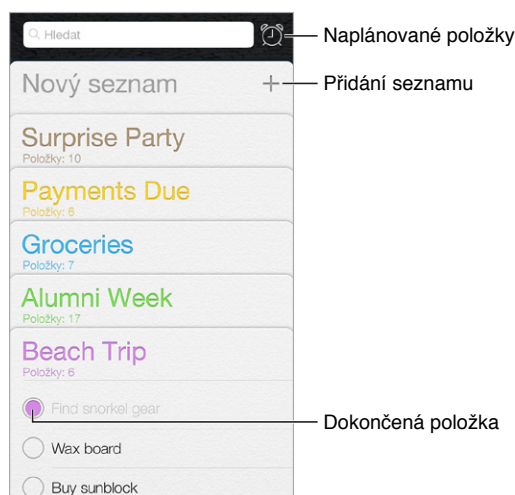 Hledat
Naplánované položky
Nový seznam
Přidání seznamu
Surprise Party
Položky: 10
Payments Due
Položky: 8
Groceries
Položky: 7
Alumni Week
Položky: 17
Beach Trip
Položky: 6
Find snorkel gear
Dokončená položka
Wax board
Buy sunblock